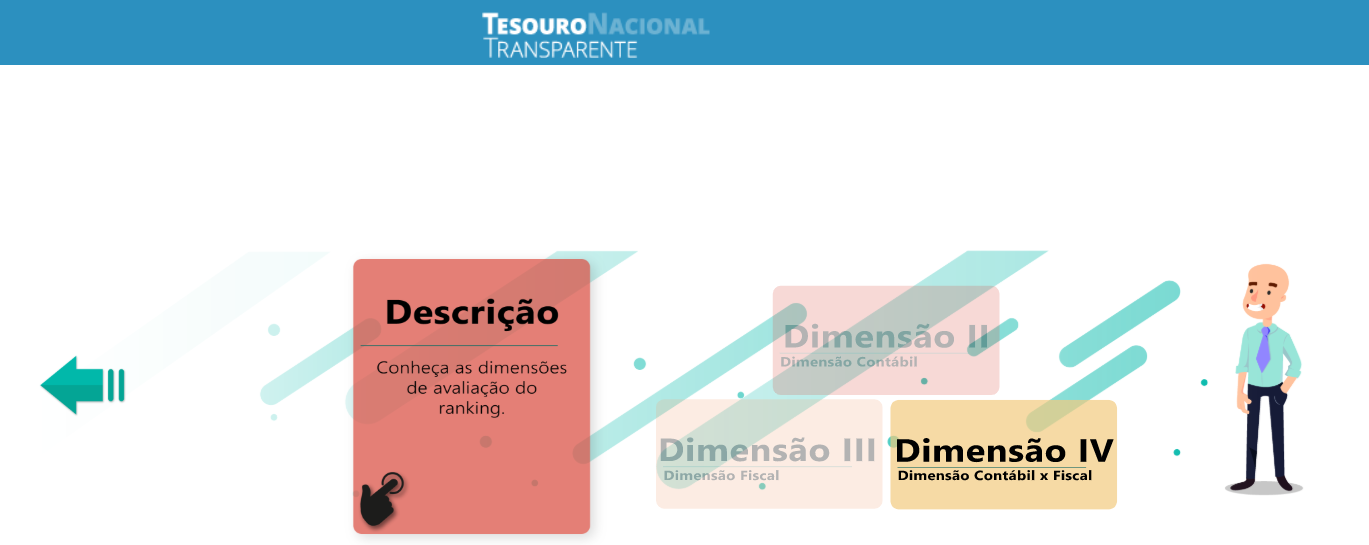 TESOURO NACIONAL
TRANSPARENTE
Descrição
Conheça as dimensões
de avaliação do
ranking.
Dimensão II
Dimensão Contábil
Dimensão III
Dimensão Fiscal
Dimensão IV
Dimensão Contábil x Fiscal